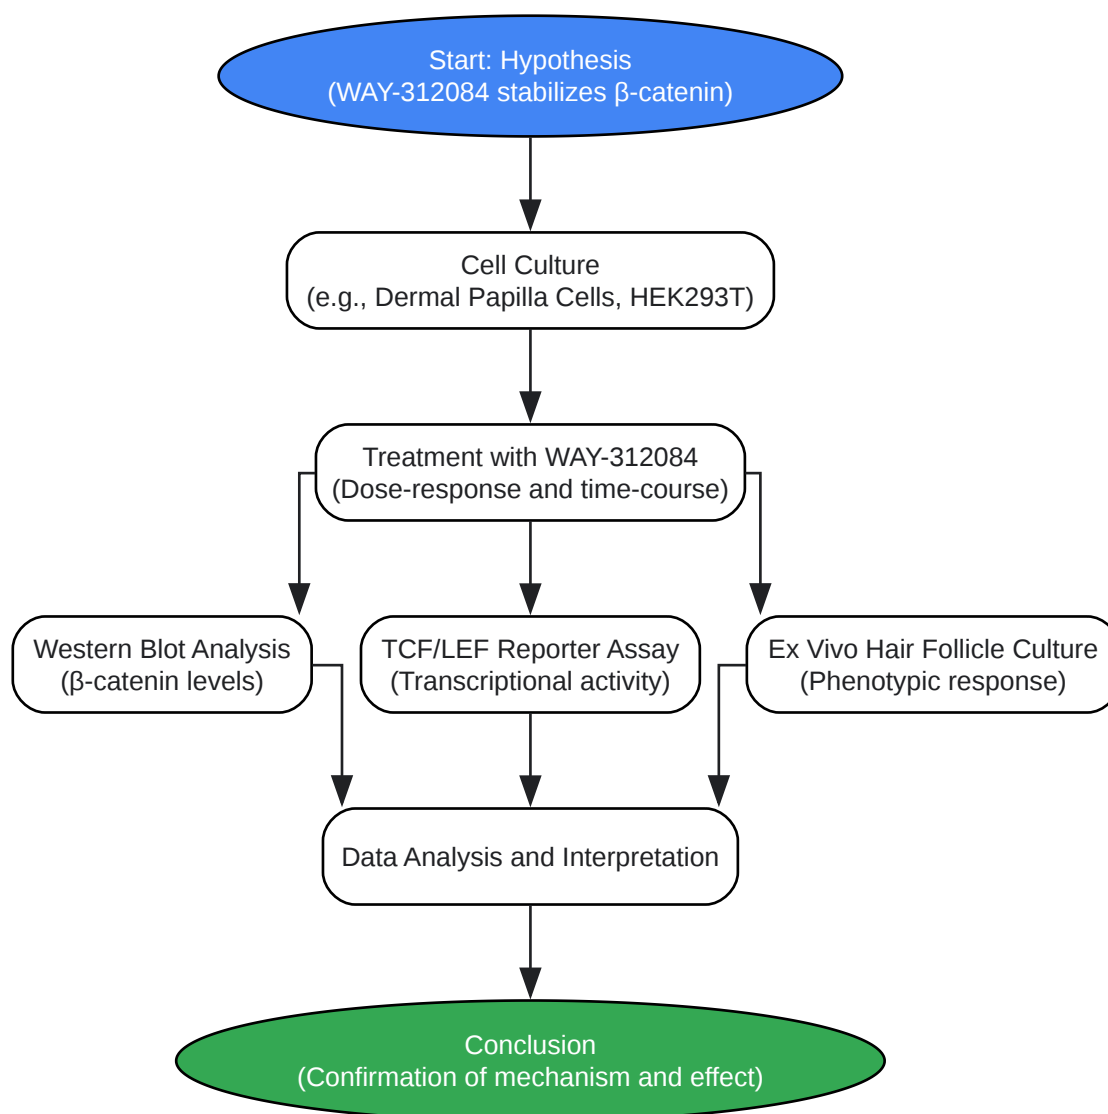 Start: Hypothesis
(WAY-312084 stabilizes β-catenin)
Cell Culture
(e.g., Dermal Papilla Cells, HEK293T)
Treatment with WAY-312084
(Dose-response and time-course)
Western Blot Analysis
(β-catenin levels)
TCF/LEF Reporter Assay
(Transcriptional activity)
Ex Vivo Hair Follicle Culture
(Phenotypic response)
Data Analysis and Interpretation
Conclusion
(Confirmation of mechanism and effect)